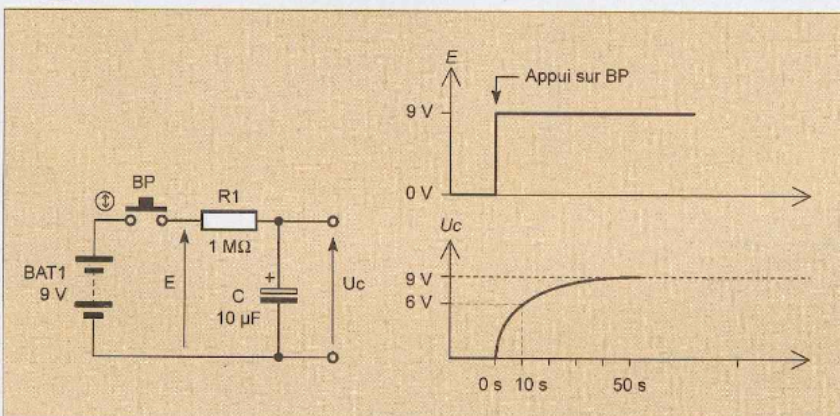 E
Appui sur BP
9 V
0 V
BP
R1
1 MΩ
BAT1
9 V
E
+
C
10 µF
Uc
Uc
9 V
6 V
0 s
10 s
50 s